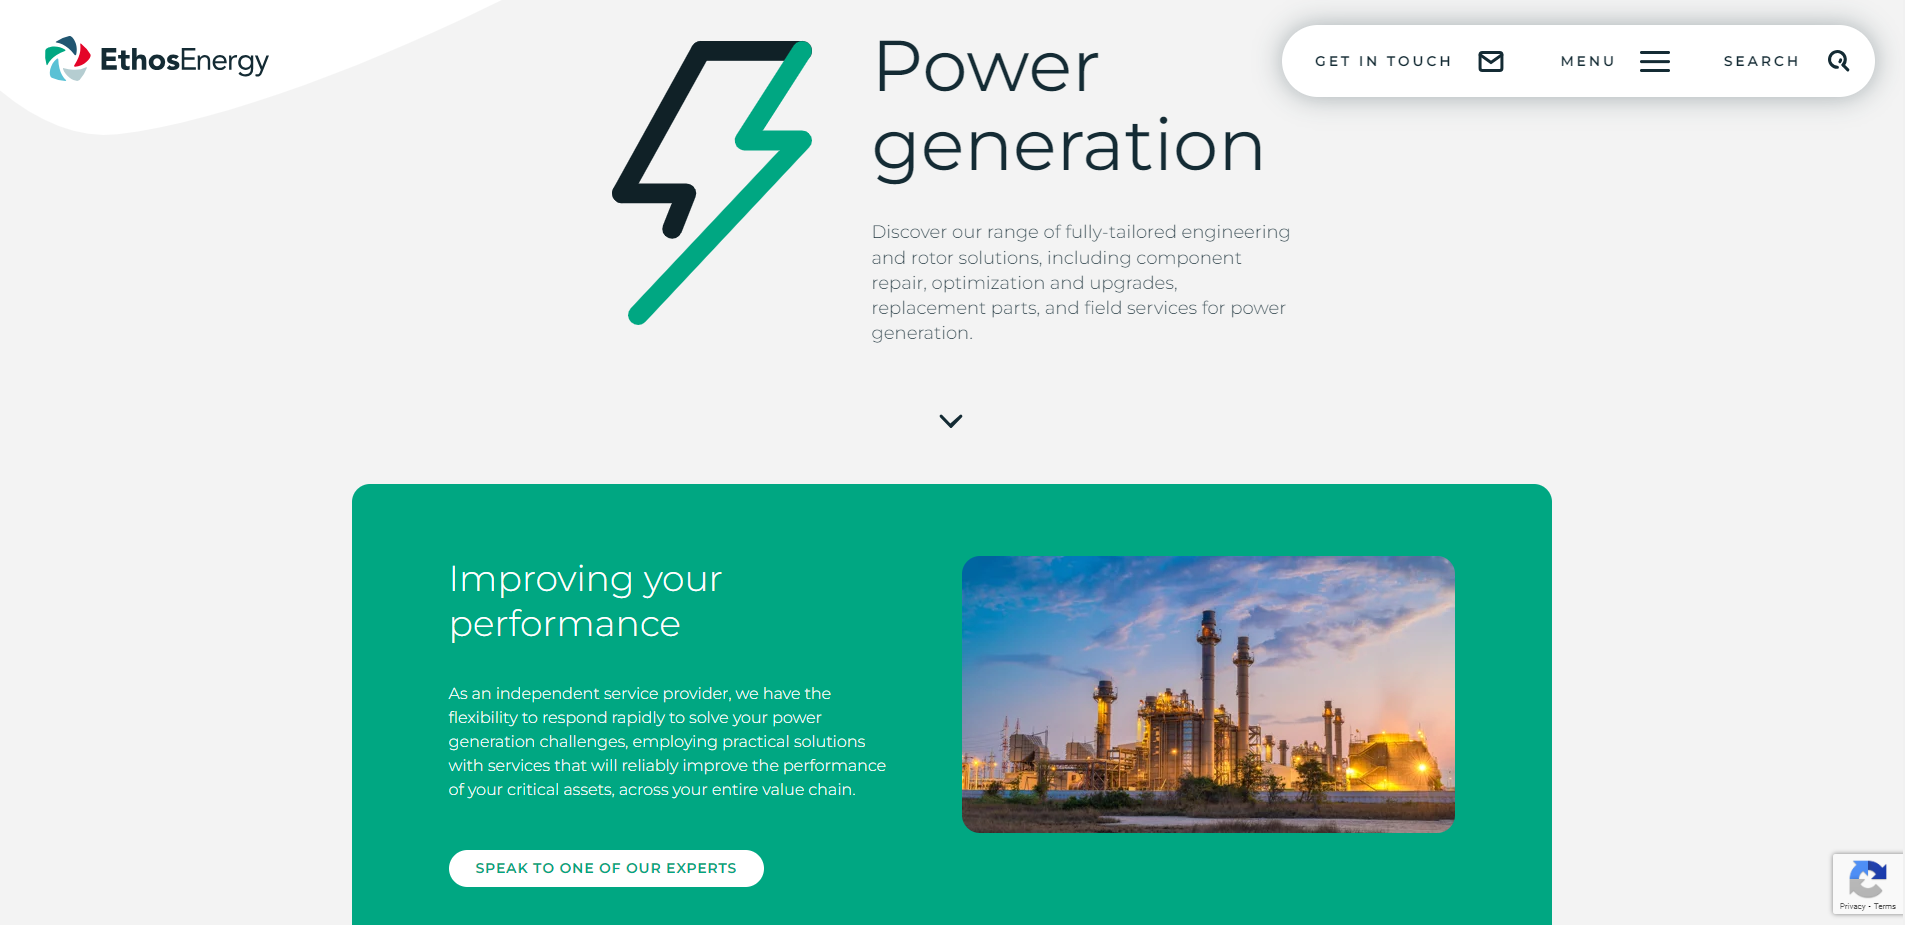 EthosEnergy
GET IN TOUCH
MENU
SEARCH
Power
generation
Discover our range of fully-tailored engineering
and rotor solutions, including component
repair, optimization and upgrades,
replacement parts, and field services for power
generation.
Improving your
performance
As an independent service provider, we have the
flexibility to respond rapidly to solve your power
generation challenges, employing practical solutions
with services that will reliably improve the performance
of your critical assets, across your entire value chain.
SPEAK TO ONE OF OUR EXPERTS
Privacy - Terms